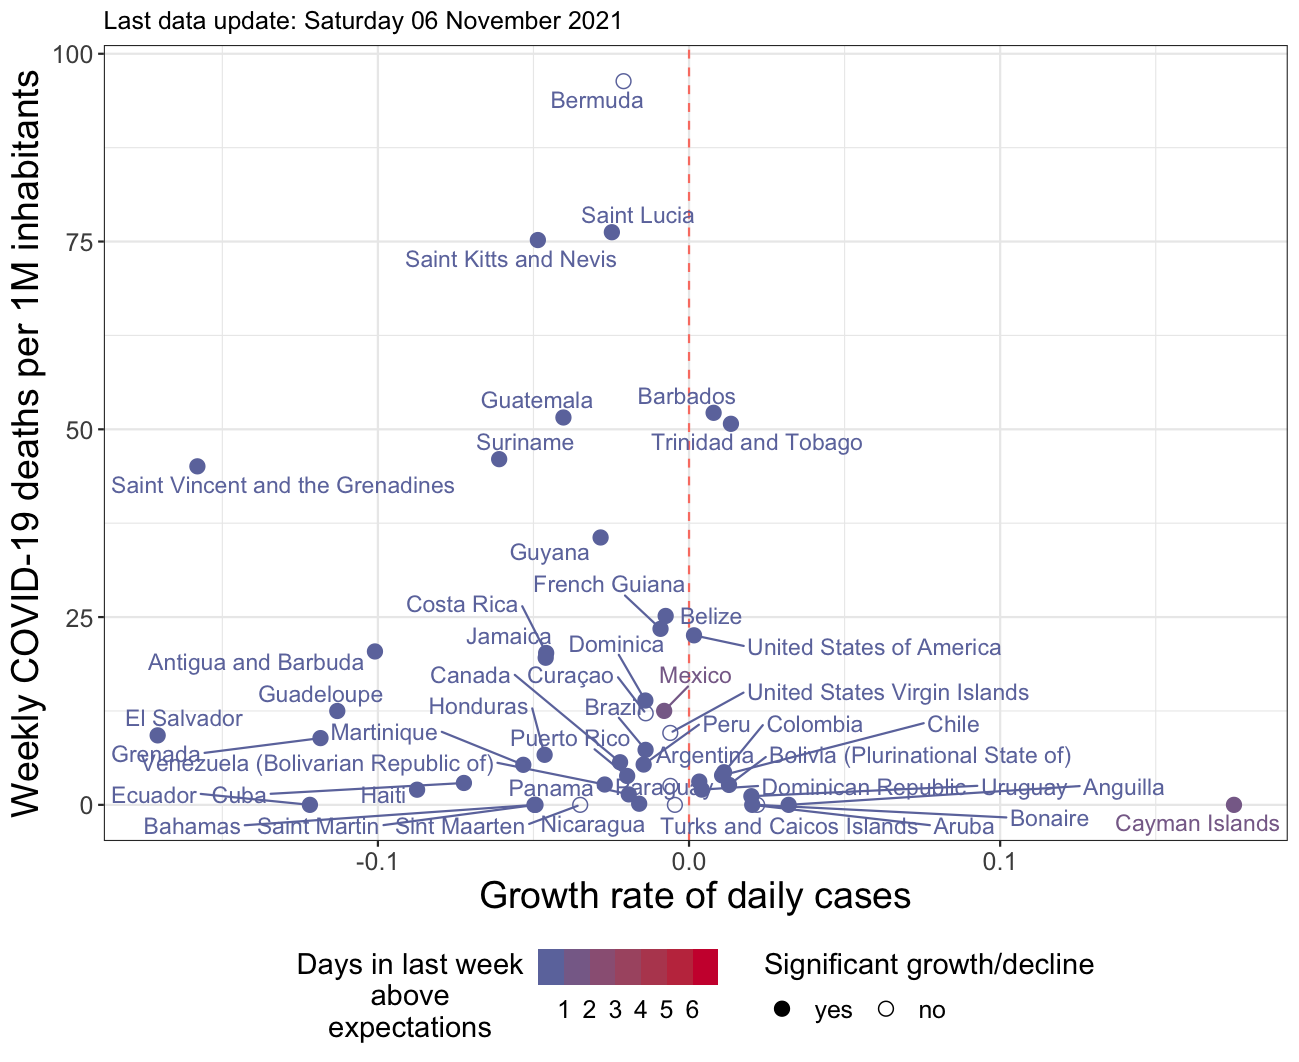 Last data update: Saturday 06 November 2021
Weekly COVID-19 deaths per 1M inhabitants
100
75
50
25
0
Bermuda
Saint Lucia
Saint Kitts and Nevis
Barbados
Guatemala
Trinidad and Tobago
Suriname
Saint Vincent and the Grenadines
Guyana
French Guiana
Costa Rica
Belize
Jamaica
Dominica
United States of America
Antigua and Barbuda
Canada
Curaçao
Mexico
Guadeloupe
United States Virgin Islands
Honduras
Brazil
El Salvador
Peru
Colombia
Chile
Martinique
Puerto Rico
Grenada
Argentina
Bolivia (Plurinational State of)
Venezuela (Bolivarian Republic of)
Panama
Paraguay
Dominican Republic
Uruguay
Anguilla
Ecuador
Cuba
Haiti
Bonaire
Cayman Islands
Bahamas
Saint Martin
Sint Maarten
Nicaragua
Turks and Caicos Islands
Aruba
-0.1
0.0
0.1
Growth rate of daily cases
Days in last week
above
expectations
1 2 3 4 5 6
Significant growth/decline
yes
no